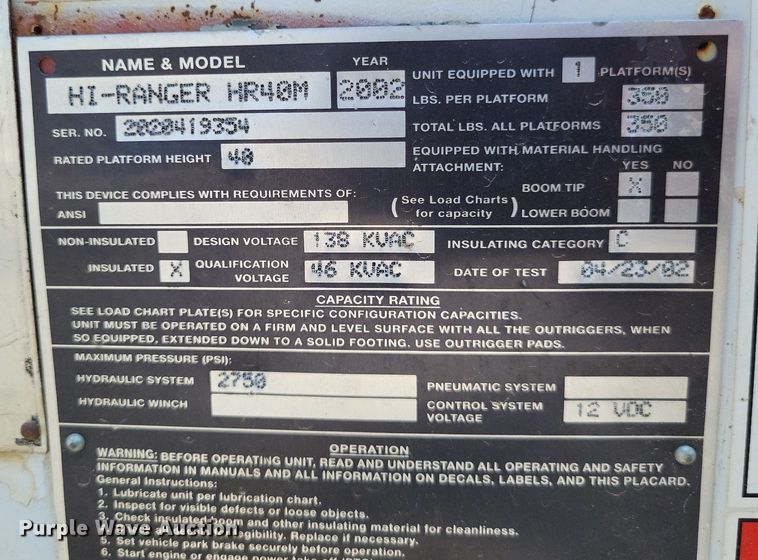 NAME & MODEL YEAR
HI-RANGER HR40M 2002
UNIT EQUIPPED WITH 1 PLATFORM(S)
LBS. PER PLATFORM 350
SER. NO. 2020419354
TOTAL LBS. ALL PLATFORMS 350
RATED PLATFORM HEIGHT 40
EQUIPPED WITH MATERIAL HANDLING
ATTACHMENT: YES NO
BOOM TIP X
THIS DEVICE COMPLIES WITH REQUIREMENTS OF:
ANSI
(See Load Charts
for capacity)
LOWER BOOM
NON-INSULATED DESIGN VOLTAGE 138 KVAC INSULATING CATEGORY C
INSULATED X QUALIFICATION
VOLTAGE 46 KVAC DATE OF TEST 04/23/02
CAPACITY RATING
SEE LOAD CHART PLATE(S) FOR SPECIFIC CONFIGURATION CAPACITIES.
UNIT MUST BE OPERATED ON A FIRM AND LEVEL SURFACE WITH ALL THE OUTRIGGERS, WHEN
SO EQUIPPED, EXTENDED DOWN TO A SOLID FOOTING. USE OUTRIGGER PADS.
MAXIMUM PRESSURE (PSI):
HYDRAULIC SYSTEM 2750 PNEUMATIC SYSTEM
HYDRAULIC WINCH CONTROL SYSTEM
VOLTAGE 12 VDC
OPERATION
WARNING: BEFORE OPERATING UNIT, READ AND UNDERSTAND ALL OPERATING AND SAFETY
INFORMATION IN MANUALS AND ALL INFORMATION ON DECALS, LABELS, AND THIS PLACARD.
General Instructions:
1. Lubricate unit per lubrication chart.
2. Inspect for visible defects or loose objects.
3. Check insulated boom and other insulating material for cleanliness.
legibility. Replace if necessary.
5. Set vehicle park brake securely before operation.
6. Start engine or engage power take-off
Purple Wave Auction